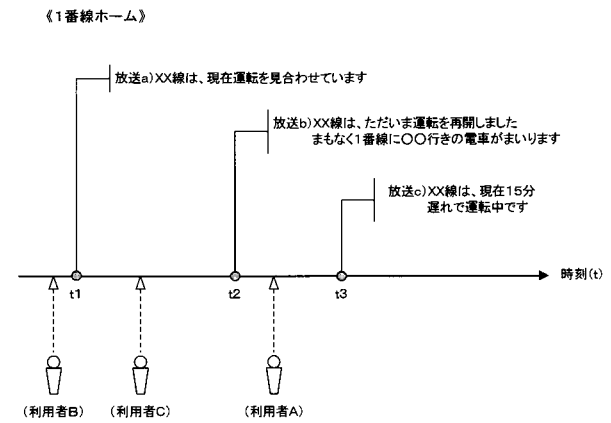 《1番線ホーム》
放送a)XX線は、現在運転を見合わせています
放送b)XX線は、ただいま運転を再開しました
まもなく1番線に〇〇行きの電車がまいります
放送c)XX線は、現在15分
遅れで運転中です
時刻(t)
t1
t2
t3
(利用者B)
(利用者C)
(利用者A)